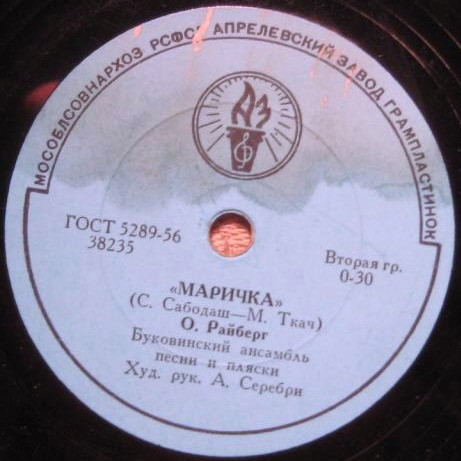 МОСОБЛСОВНАРХОЗ РСФСР АПРЕЛЕВСКИЙ ЗАВОД ГРАМПЛАСТИНОК
АЗ
ГОСТ 5289-56
38235
Вторая гр.
0-30
«МАРИЧКА»
(С. Сабодаш—М. Ткач)
О. Райберг
Буковинский ансамбль
песни и пляски
Худ. рук. А. Серебри